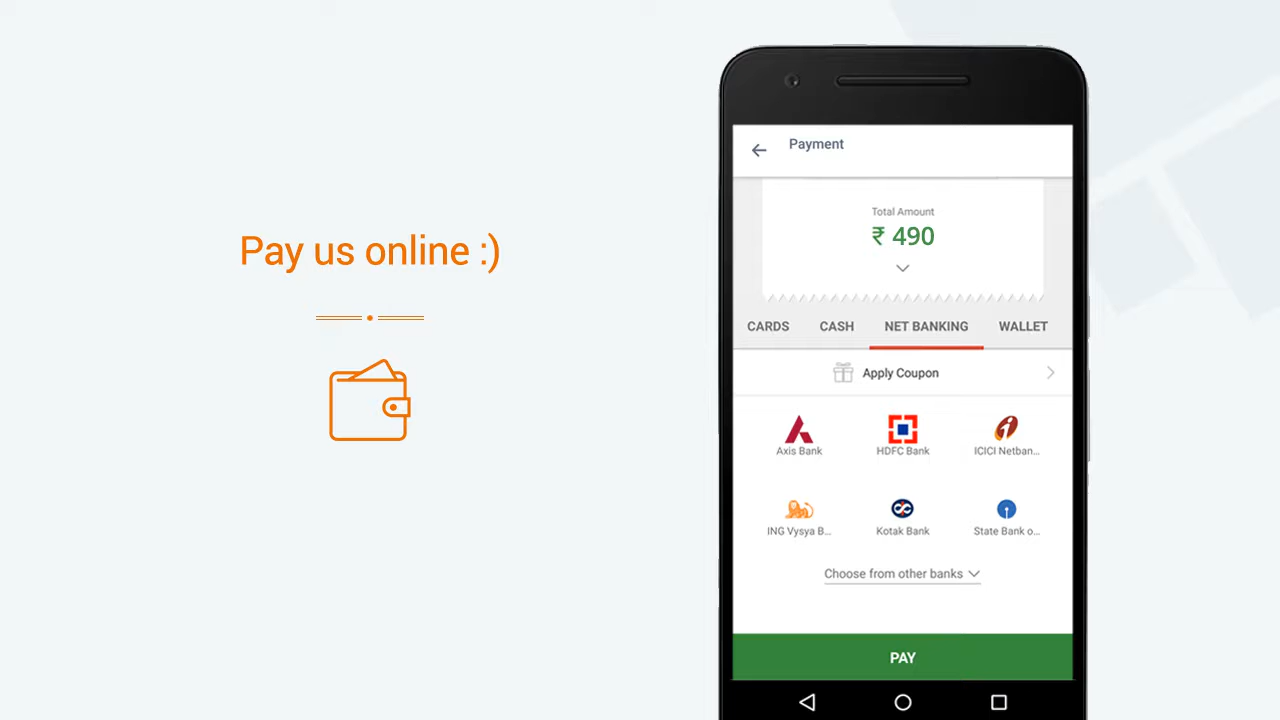 Pay us online :)
Payment
Total Amount
₹ 490
CARDS CASH NET BANKING WALLET
Apply Coupon
Axis Bank HDFC Bank ICICI Netban...
ING Vysya B... Kotak Bank State Bank o...
Choose from other banks
PAY